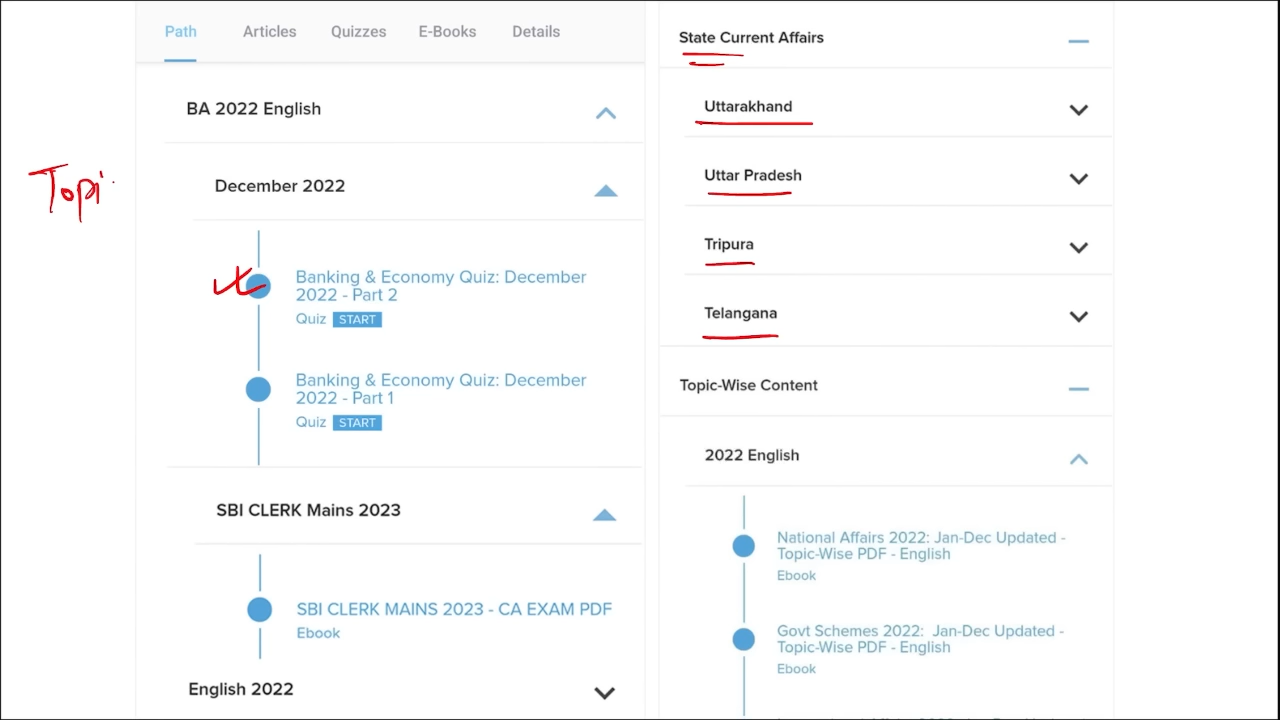 Path Articles Quizzes E-Books Details
BA 2022 English
December 2022
Banking & Economy Quiz: December
2022 - Part 2
Quiz START
Banking & Economy Quiz: December
2022 - Part 1
Quiz START
SBI CLERK Mains 2023
SBI CLERK MAINS 2023 - CA EXAM PDF
Ebook
English 2022
Topi
State Current Affairs
Uttarakhand
Uttar Pradesh
Tripura
Telangana
Topic-Wise Content
2022 English
National Affairs 2022: Jan-Dec Updated -
Topic-Wise PDF - English
Ebook
Govt Schemes 2022: Jan-Dec Updated -
Topic-Wise PDF - English
Ebook